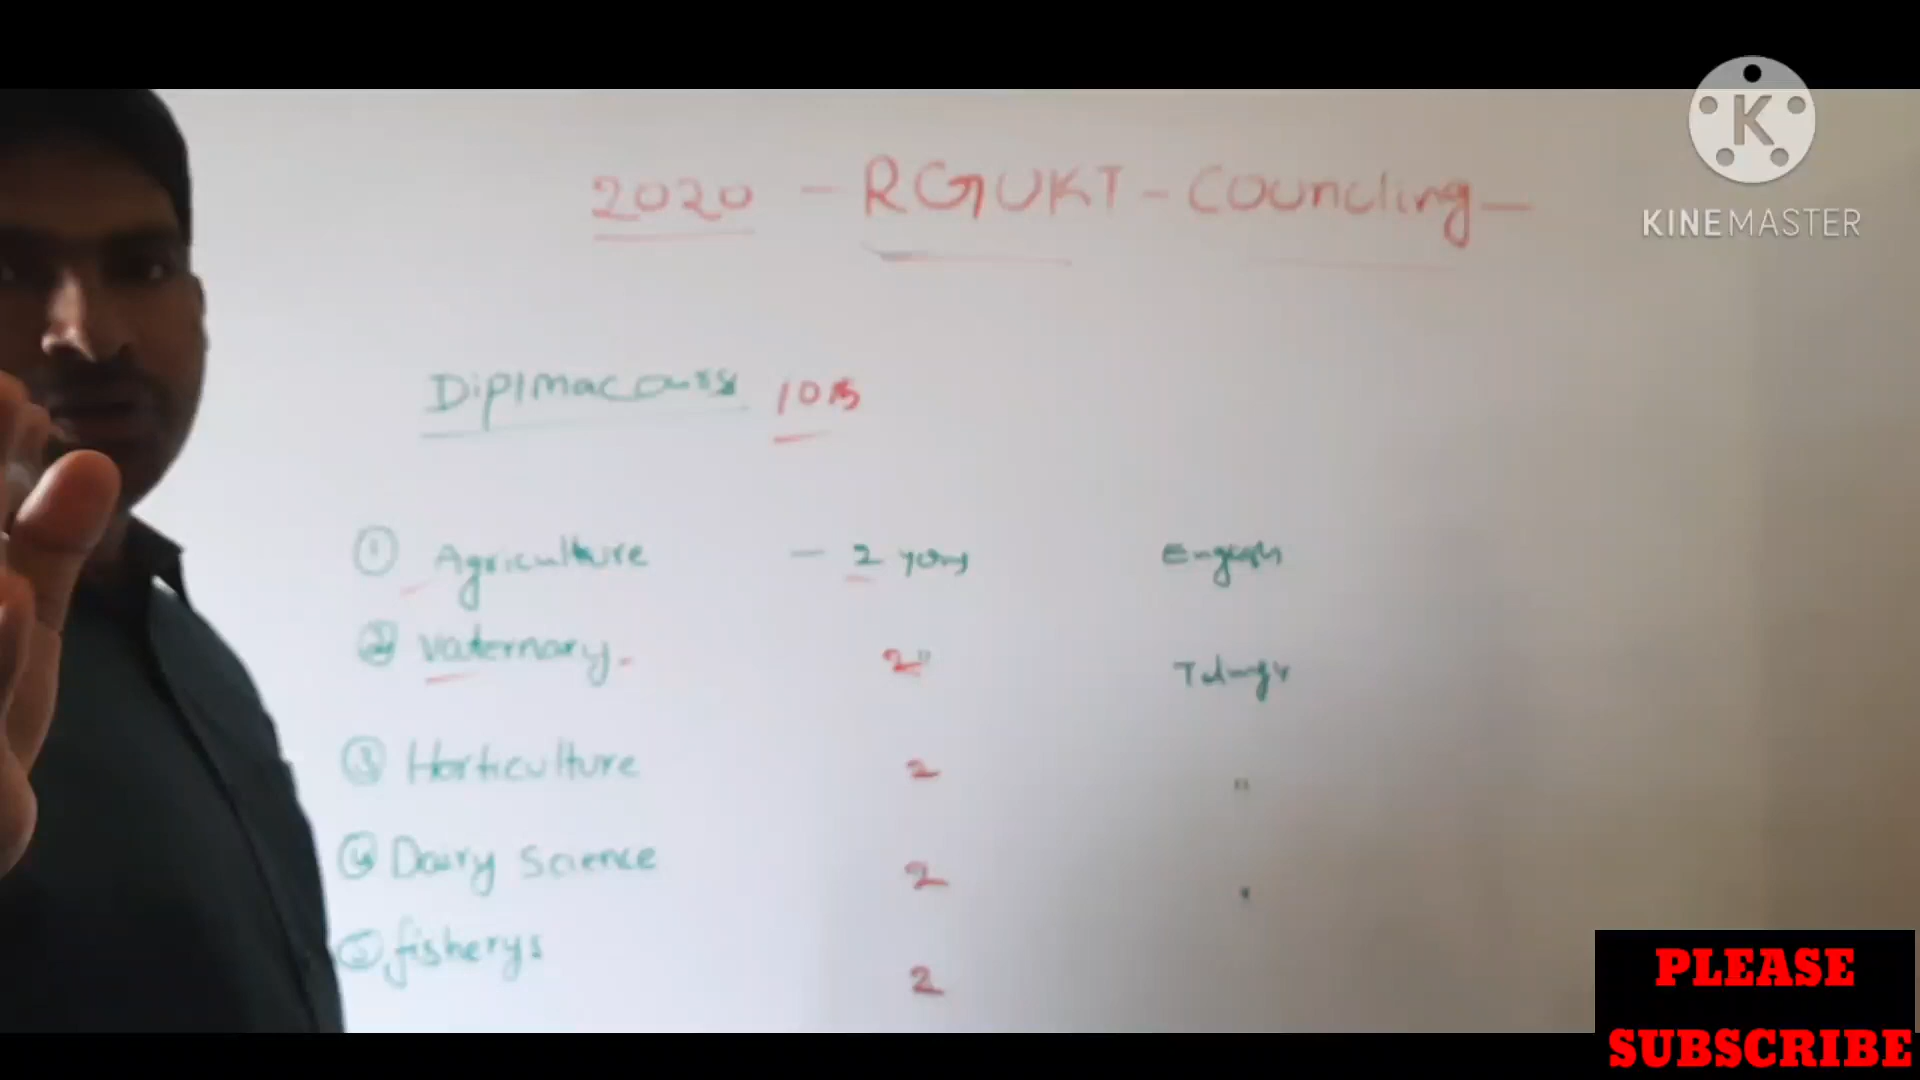 2020 - RGUKT - Councling -
K
KINEMASTER
Diplmacourss 10th
① Agriculture - 2 years English
② Vaternary. 2 " Telugu
③ Horticulture 2 "
④ Dairy Science 2 "
⑤ fisherys 2
PLEASE
SUBSCRIBE